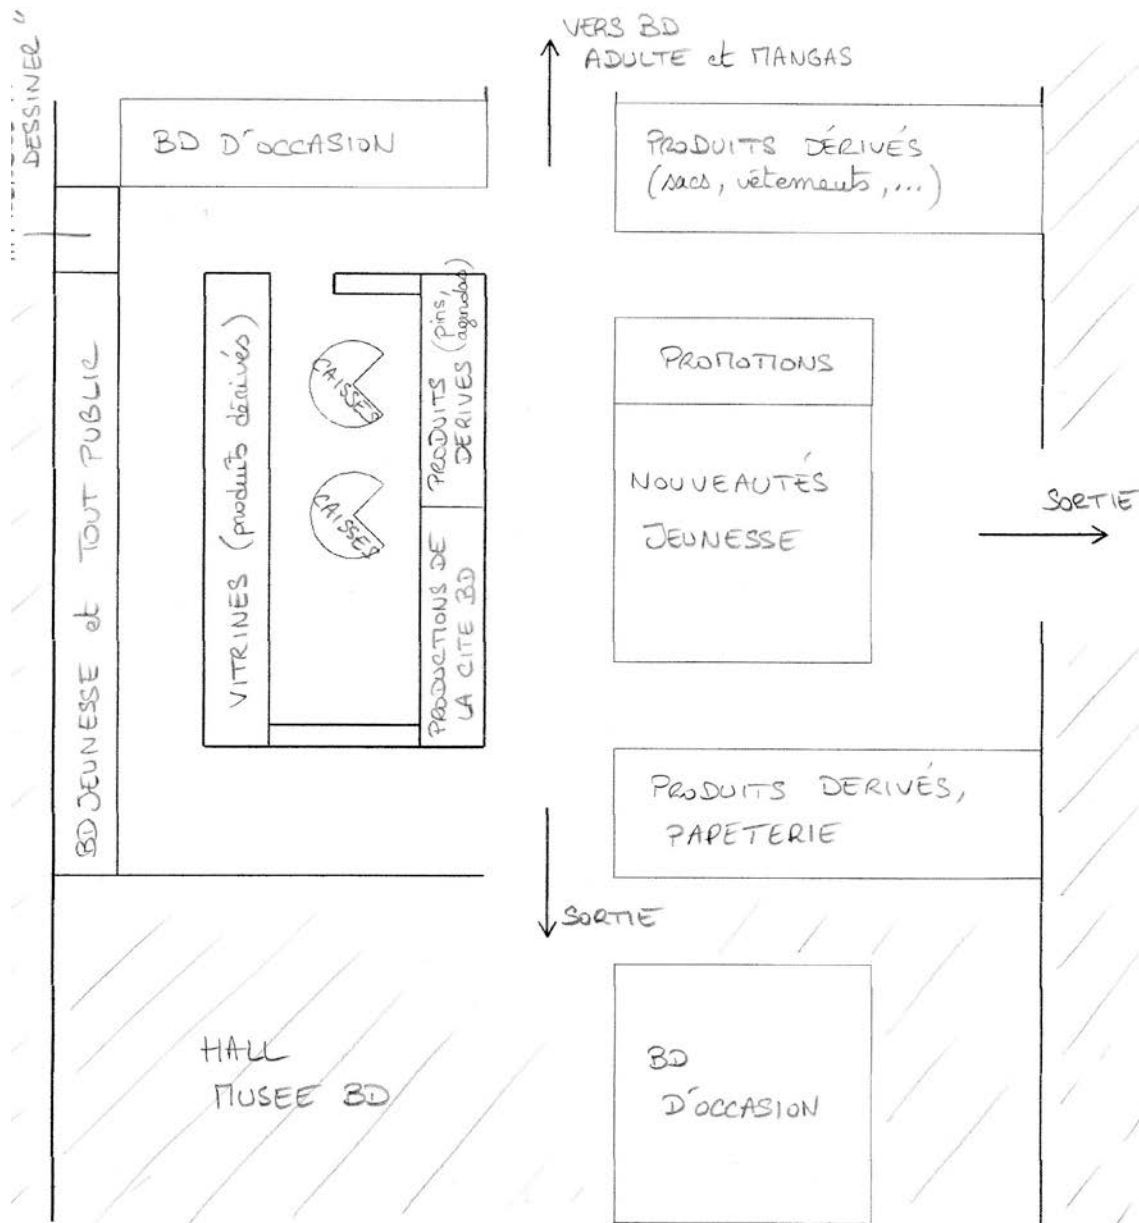 DESSINER"
VERS BD
ADULTE et MANGAS
BD D'OCCASION
PRODUITS DÉRIVÉS
(sacs, vêtements,...)
BD JEUNESSE et TOUT PUBLIC
VITRINES (produits dérivés)
CAISSES
CAISSES
PRODUITS
DERIVES (pins,
agendas)
PRODUCTIONS DE
LA CITE BD
PROMOTIONS
NOUVEAUTÉS
JEUNESSE
SORTIE
PRODUITS DERIVÉS,
PAPETERIE
SORTIE
HALL
MUSEE BD
BD
D'OCCASION